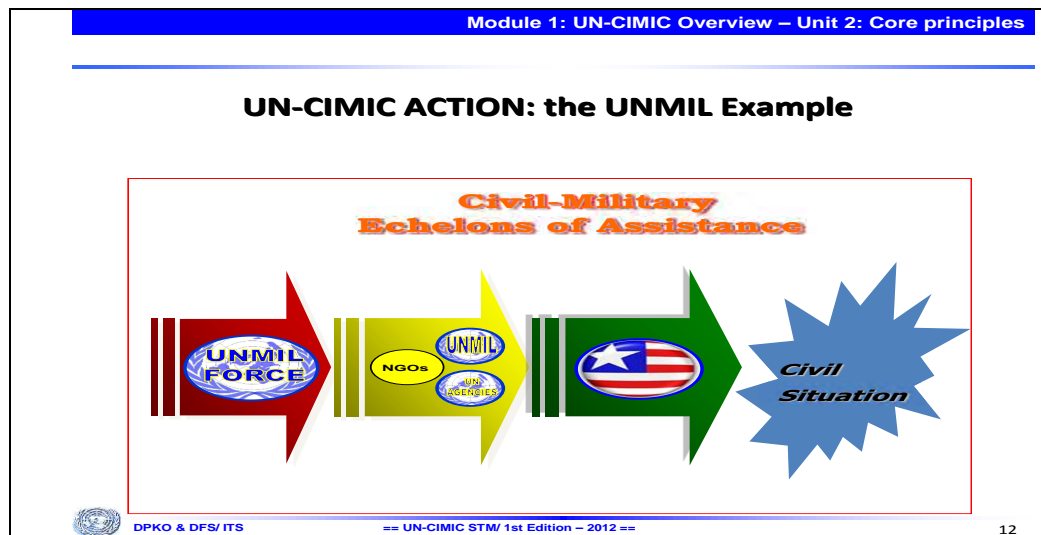 Module 1: UN-CIMIC Overview – Unit 2: Core principles
UN-CIMIC ACTION: the UNMIL Example
Civil-Military
Echelons of Assistance
UNMIL
FORCE
NGOs
UNMIL
UN
AGENCIES
Civil
Situation
DPKO & DFS/ ITS
== UN-CIMIC STM/ 1st Edition – 2012 ==
12